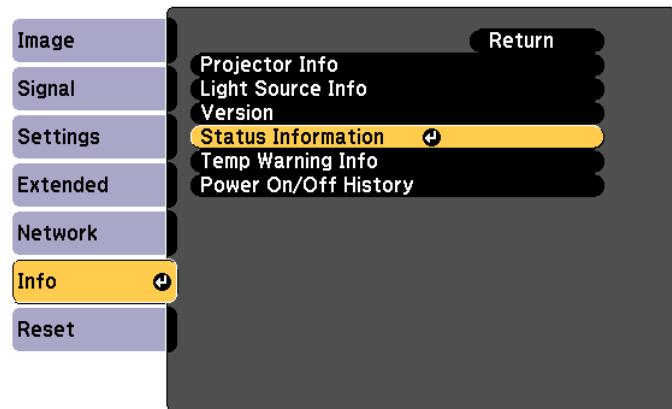 Image
Signal
Settings
Extended
Network
Info
Reset
Return
Projector Info
Light Source Info
Version
Status Information
Temp Warning Info
Power On/Off History